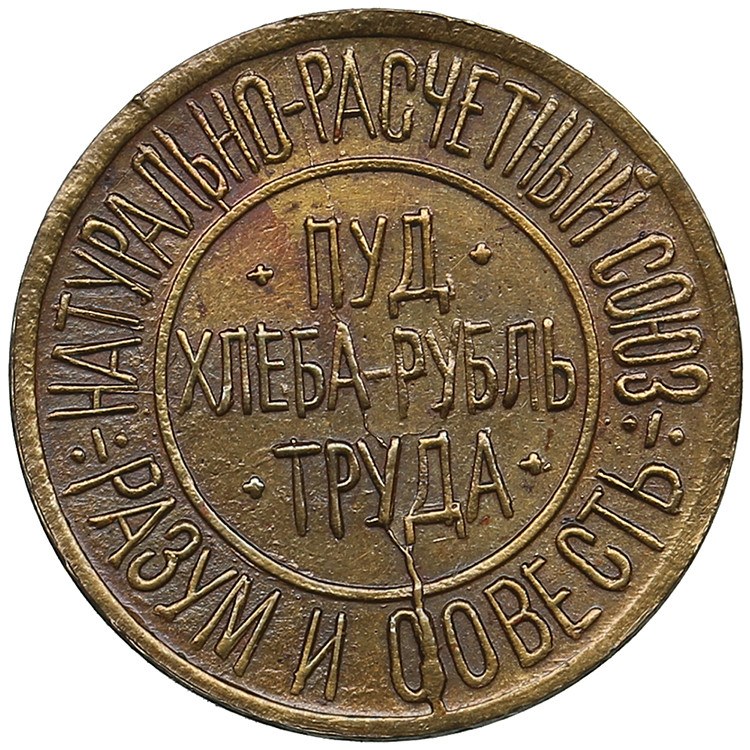 НАТУРАЛЬНО-РАСЧЕТНЫЙ СОЮЗ
ПУД
ХЛЕБА-РУБЛЬ
ТРУДА
РАЗУМ И СОВЕСТЬ